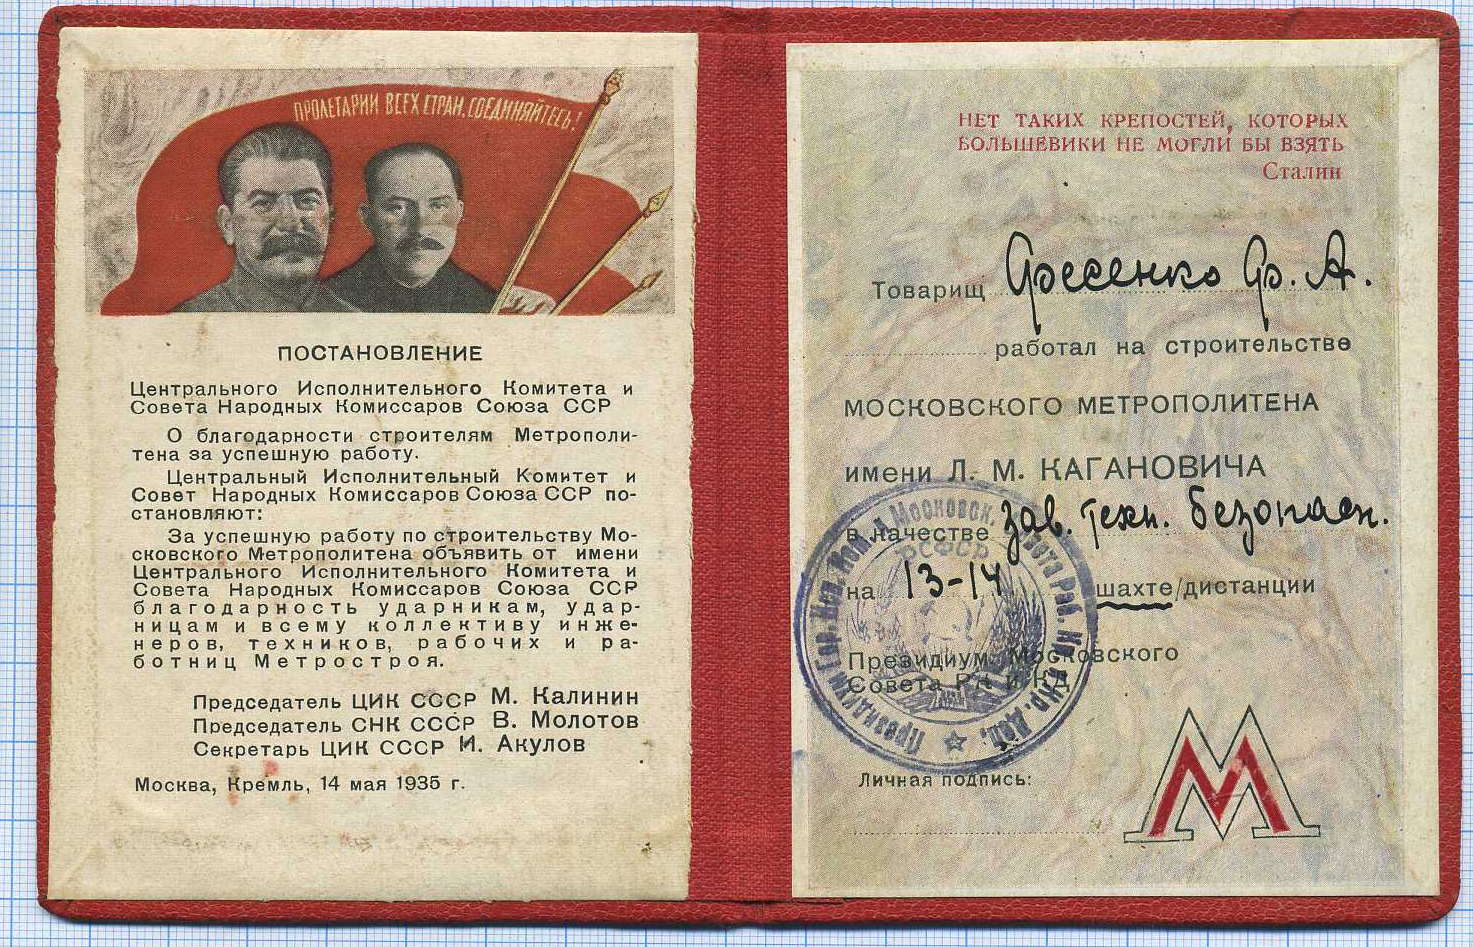 ПРОЛЕТАРИИ ВСЕХ СТРАН, СОЕДИНЯЙТЕСЬ!
ПОСТАНОВЛЕНИЕ
Центрального Исполнительного Комитета и
Совета Народных Комиссаров Союза ССР
О благодарности строителям Метрополи-
тена за успешную работу.
Центральный Исполнительный Комитет и
Совет Народных Комиссаров Союза ССР по-
становляют:
За успешную работу по строительству Мо-
сковского Метрополитена объявить от имени
Центрального Исполнительного Комитета и
Совета Народных Комиссаров Союза ССР
благодарность ударникам, удар-
ницам и всему коллективу инже-
неров, техников, рабочих и ра-
ботниц Метростроя.
Председатель ЦИК СССР М. Калинин
Председатель СНК СССР В. Молотов
Секретарь ЦИК СССР И. Акулов
Москва, Кремль, 14 мая 1935 г.
НЕТ ТАКИХ КРЕПОСТЕЙ, КОТОРЫХ
БОЛЬШЕВИКИ НЕ МОГЛИ БЫ ВЗЯТЬ
Сталин
Товарищ Фесенко Ф. А.
работал на строительстве
МОСКОВСКОГО МЕТРОПОЛИТЕНА
имени Л. М. КАГАНОВИЧА
в качестве зав. техн. безопасн.
на 13-14 шахте/дистанции
Президиум Московского
Совета РК и КД
Личная подпись:
М
РСФСР